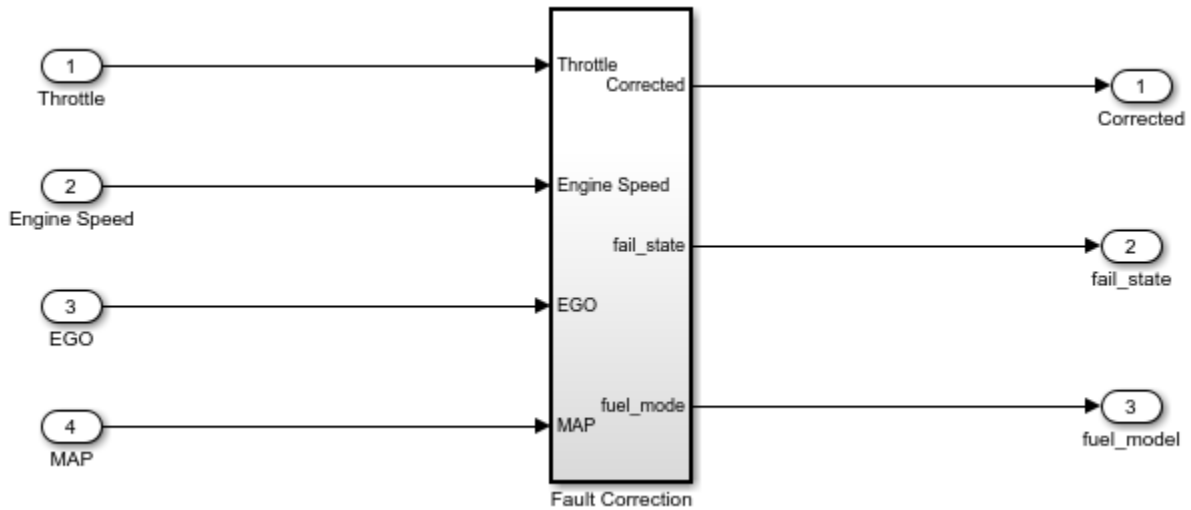 1
Throttle
2
Engine Speed
3
EGO
4
MAP
Throttle
Corrected
Engine Speed
fail_state
EGO
fuel_mode
MAP
Fault Correction
1
Corrected
2
fail_state
3
fuel_model